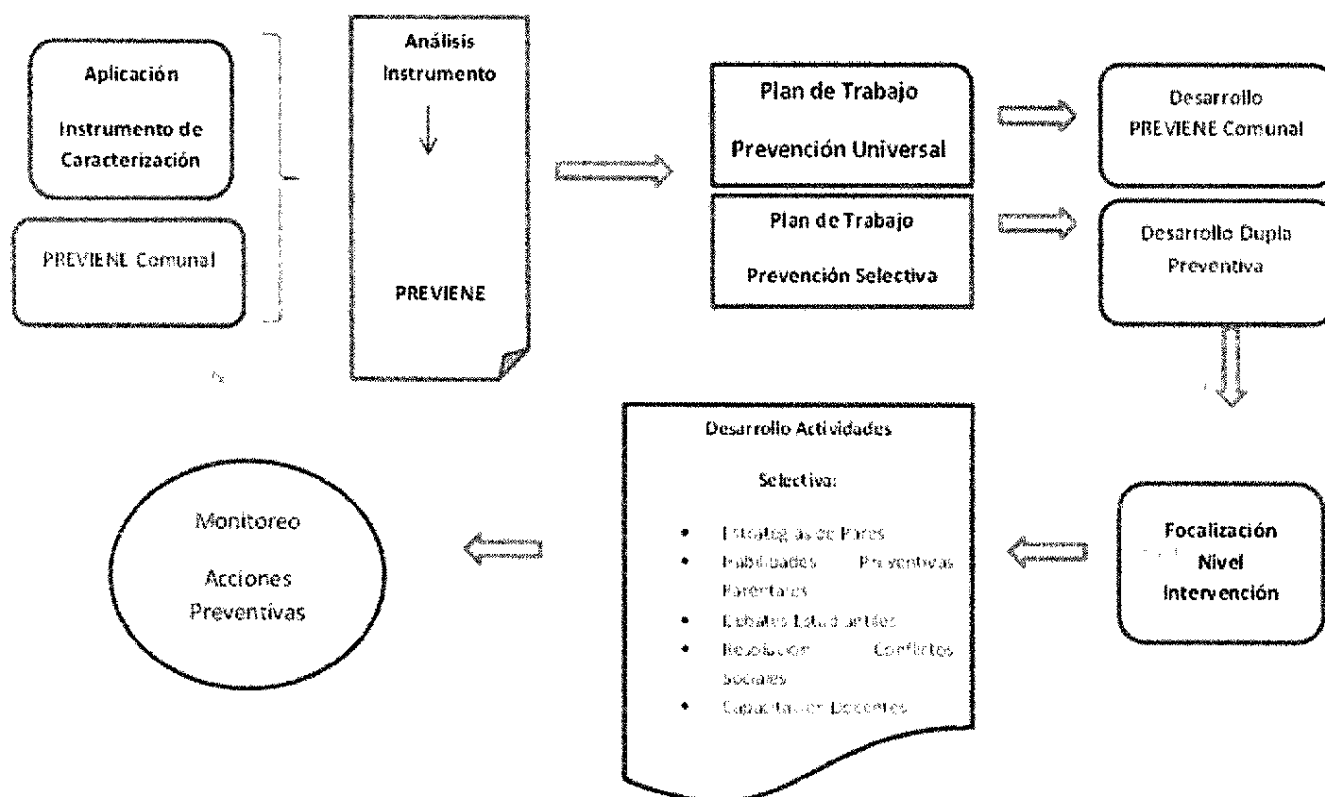 Aplicación
Instrumento de
Caracterización
PREVIENE Comunal
Análisis
Instrumento
PREVIENE
Plan de Trabajo
Prevención Universal
Plan de Trabajo
Prevención Selectiva
Desarrollo
PREVIENE Comunal
Desarrollo Dupla
Preventiva
Focalización
Nivel
Intervención
Desarrollo Actividades
Selectiva:
• Estrategias de Pares
• Habilidades Preventivas
Parentales
• Debates Estudiantiles
• Resolución Conflictos
Sociales
• Capacitación Docentes
Monitoreo
Acciones
Preventivas